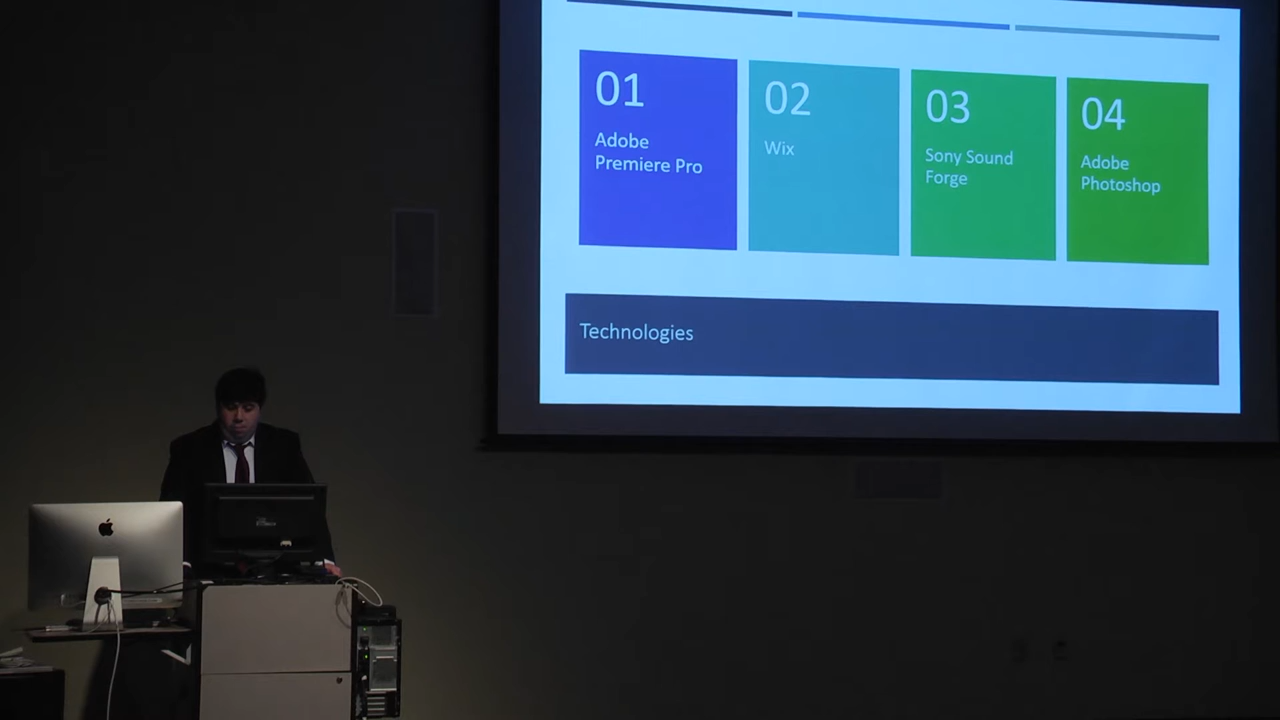 01
Adobe
Premiere Pro
02
Wix
03
Sony Sound
Forge
04
Adobe
Photoshop
Technologies